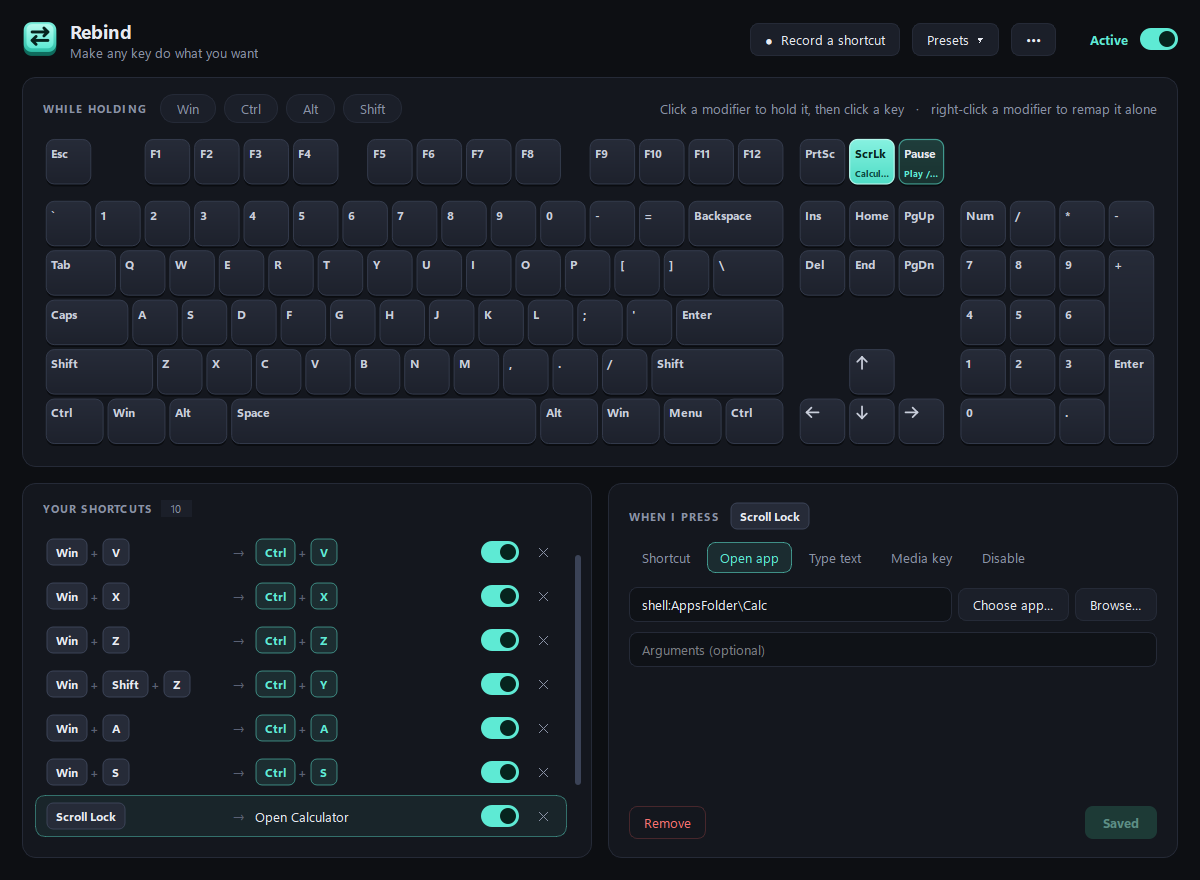 Rebind
Make any key do what you want
● Record a shortcut
Presets ▾
•••
Active
WHILE HOLDING Win Ctrl Alt Shift
Click a modifier to hold it, then click a key · right-click a modifier to remap it alone
Esc F1 F2 F3 F4 F5 F6 F7 F8 F9 F10 F11 F12 PrtSc ScrLk Pause
Calcul... Play /...
` 1 2 3 4 5 6 7 8 9 0 - = Backspace Ins Home PgUp Num / * -
Tab Q W E R T Y U I O P [ ] \ Del End PgDn 7 8 9 +
Caps A S D F G H J K L ; ' Enter 4 5 6
Shift Z X C V B N M , . / Shift ↑ 1 2 3 Enter
Ctrl Win Alt Space Alt Win Menu Ctrl ← ↓ → 0 .
YOUR SHORTCUTS 10
Win + V → Ctrl + V
Win + X → Ctrl + X
Win + Z → Ctrl + Z
Win + Shift + Z → Ctrl + Y
Win + A → Ctrl + A
Win + S → Ctrl + S
Scroll Lock → Open Calculator
WHEN I PRESS Scroll Lock
Shortcut Open app Type text Media key Disable
shell:AppsFolder\Calc
Choose app...
Browse...
Arguments (optional)
Remove
Saved